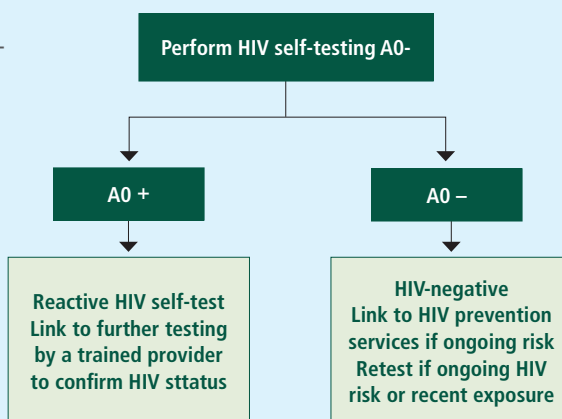 Perform HIV self-testing A0-
A0 +
A0 –
Reactive HIV self-test
Link to further testing
by a trained provider
to confirm HIV sttatus
HIV-negative
Link to HIV prevention
services if ongoing risk
Retest if ongoing HIV
risk or recent exposure